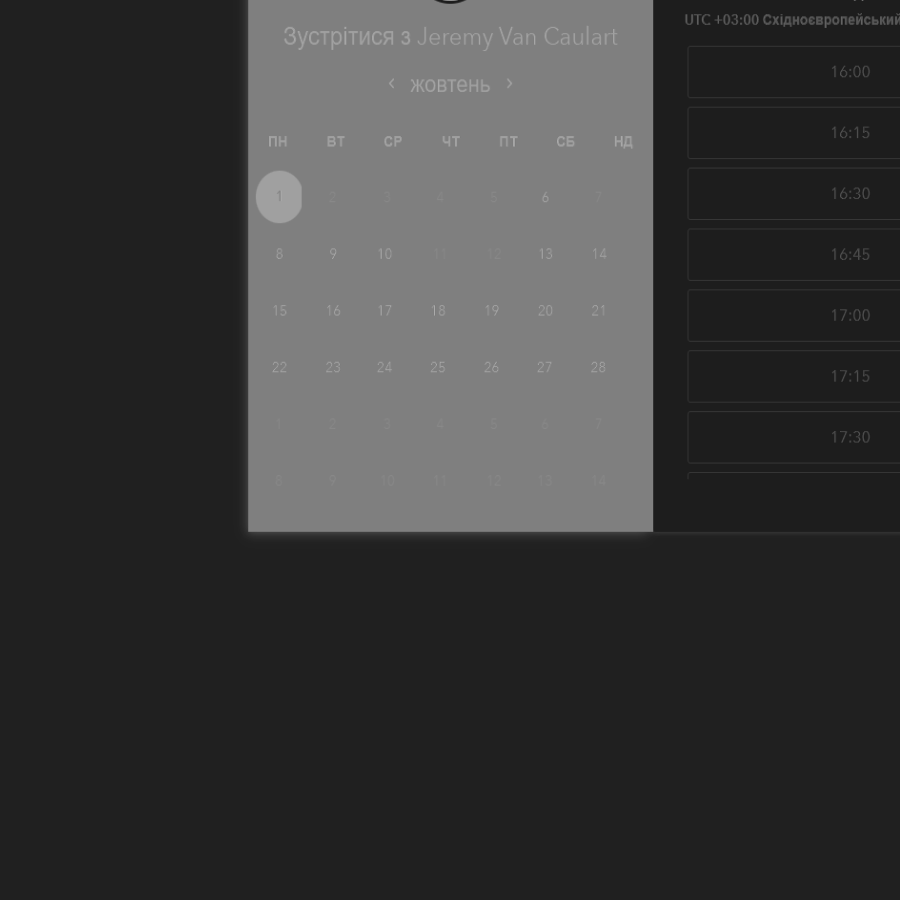 Зустрітися з Jeremy Van Caulart
‹ жовтень ›
ПН ВТ СР ЧТ ПТ СБ НД
1 2 3 4 5 6 7
8 9 10 11 12 13 14
15 16 17 18 19 20 21
22 23 24 25 26 27 28
1 2 3 4 5 6 7
8 9 10 11 12 13 14
UTC +03:00 Східноєвропейський
16:00
16:15
16:30
16:45
17:00
17:15
17:30